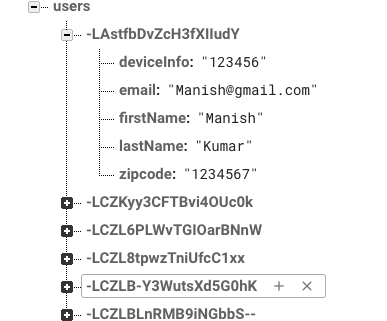 users
-LAstfbDvZcH3fXIIudY
deviceInfo: "123456"
email: "Manish@gmail.com"
firstName: "Manish"
lastName: "Kumar"
zipcode: "1234567"
-LCZKyy3CFTBvi4OUc0k
-LCZL6PLWvTGIOarBNnW
-LCZL8tpwzTniUfcC1xx
-LCZLB-Y3WutsXd5G0hK + ×
-LCZLBLnRMB9iNGbbS--